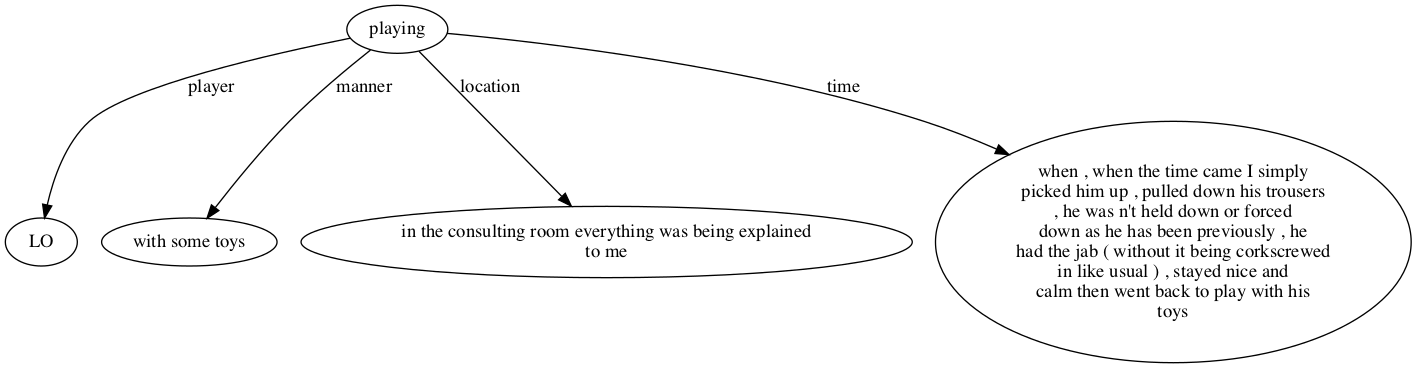 playing
player
manner
location
time
LO
with some toys
in the consulting room everything was being explained
to me
when , when the time came I simply
picked him up , pulled down his trousers
, he was n't held down or forced
down as he has been previously , he
had the jab ( without it being corkscrewed
in like usual ) , stayed nice and
calm then went back to play with his
toys